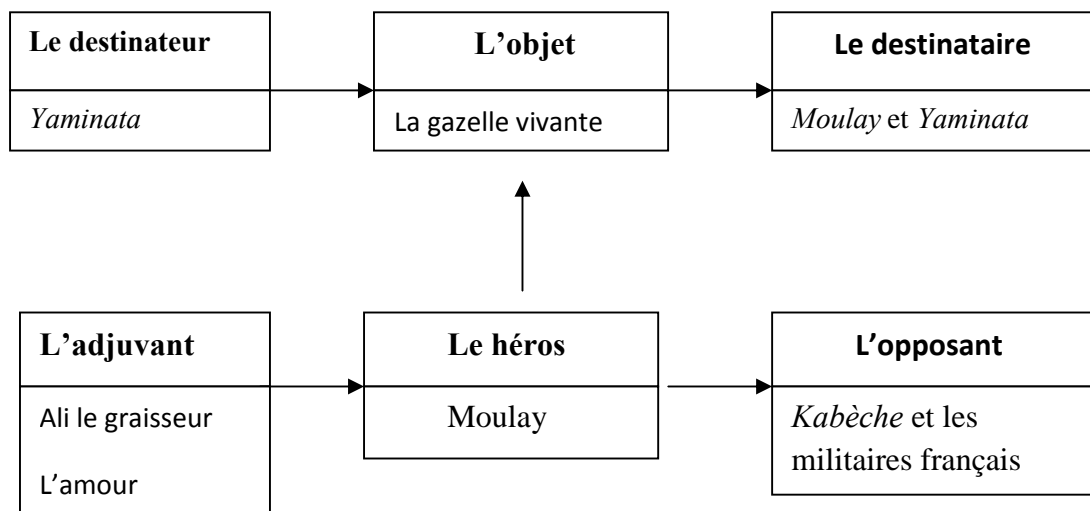 Le destinateur
Yaminata
L’objet
La gazelle vivante
Le destinataire
Moulay et Yaminata
L’adjuvant
Ali le graisseur
L’amour
Le héros
Moulay
L’opposant
Kabèche et les
militaires français